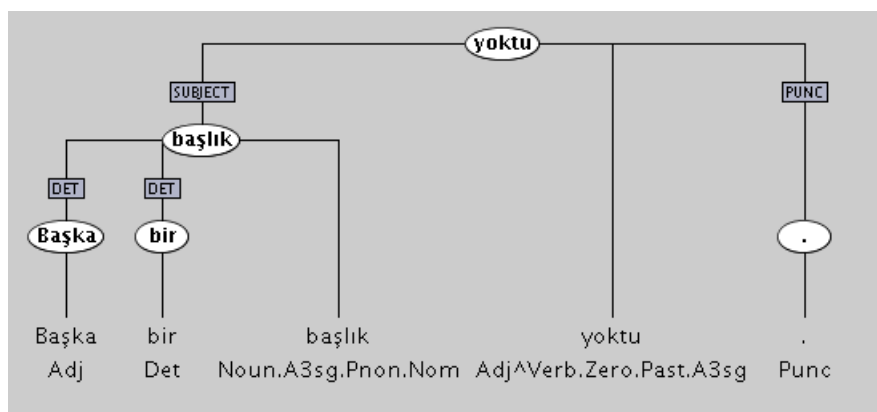 yoktu
SUBJECT PUNC
başlık
DET DET
Başka bir .
Başka bir başlık yoktu .
Adj Det Noun.A3sg.Pnon.Nom Adj^Verb.Zero.Past.A3sg Punc